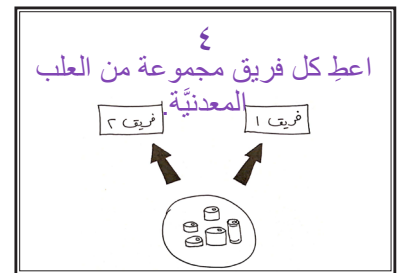 ٤
اعطِ كل فريق مجموعة من العلب
المعدنيَّة.
فريق ١
فريق ٢